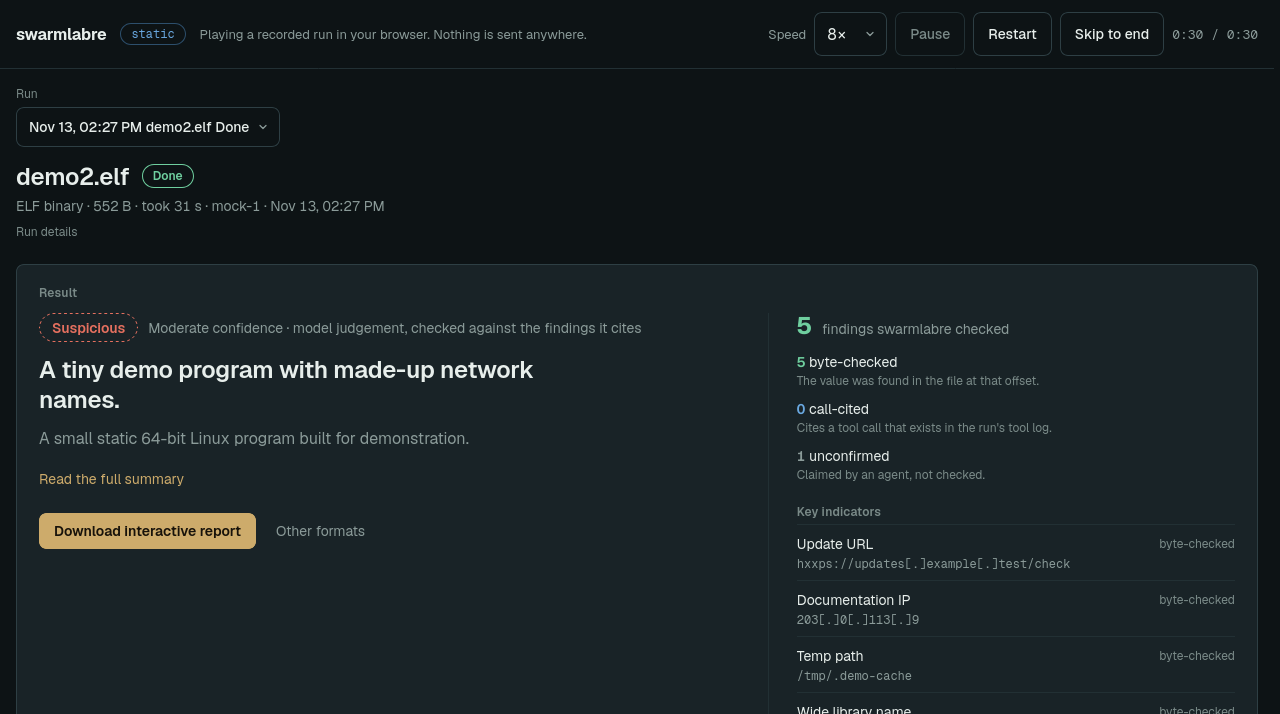 swarmlabre static Playing a recorded run in your browser. Nothing is sent anywhere. Speed 8× Pause Restart Skip to end 0:30 / 0:30
Run
Nov 13, 02:27 PM demo2.elf Done
demo2.elf Done
ELF binary · 552 B · took 31 s · mock-1 · Nov 13, 02:27 PM
Run details
Result
Suspicious Moderate confidence · model judgement, checked against the findings it cites
A tiny demo program with made-up network
names.
A small static 64-bit Linux program built for demonstration.
Read the full summary
Download interactive report Other formats
5 findings swarmlabre checked
5 byte-checked
The value was found in the file at that offset.
0 call-cited
Cites a tool call that exists in the run's tool log.
1 unconfirmed
Claimed by an agent, not checked.
Key indicators
Update URL byte-checked
hxxps://updates[.]example[.]test/check
Documentation IP byte-checked
203[.]0[.]113[.]9
Temp path byte-checked
/tmp/.demo-cache
Wide library name byte-checked